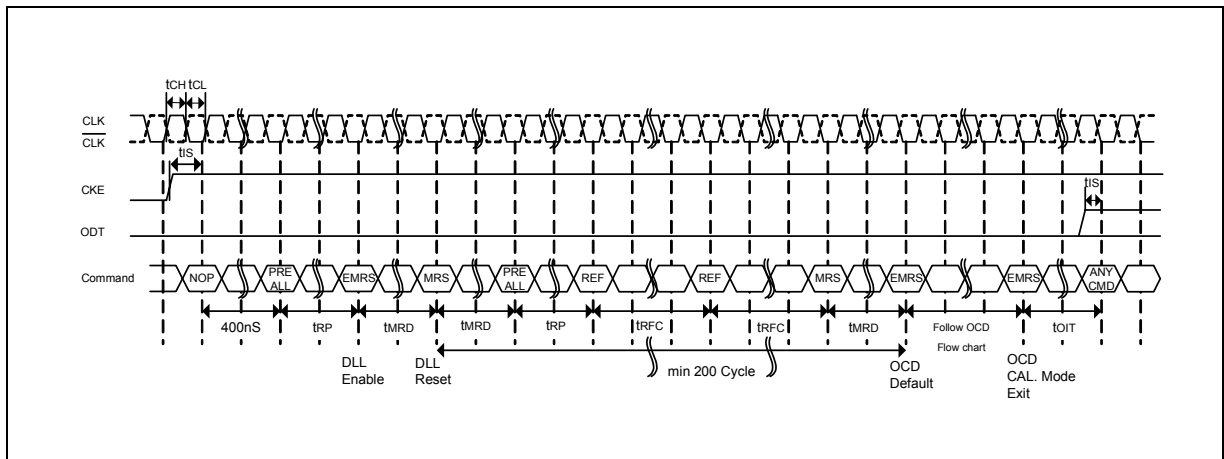 tCH tCL
CLK
CLK
tIS
CKE
tIS
ODT
Command
NOP
PRE
ALL
EMRS
MRS
PRE
ALL
REF
REF
MRS
EMRS
EMRS
ANY
CMD
400nS
tRP
tMRD
tMRD
tRP
tRFC
tRFC
tMRD
Follow OCD
Flow chart
tOIT
DLL
Enable
DLL
Reset
min 200 Cycle
OCD
Default
OCD
CAL. Mode
Exit